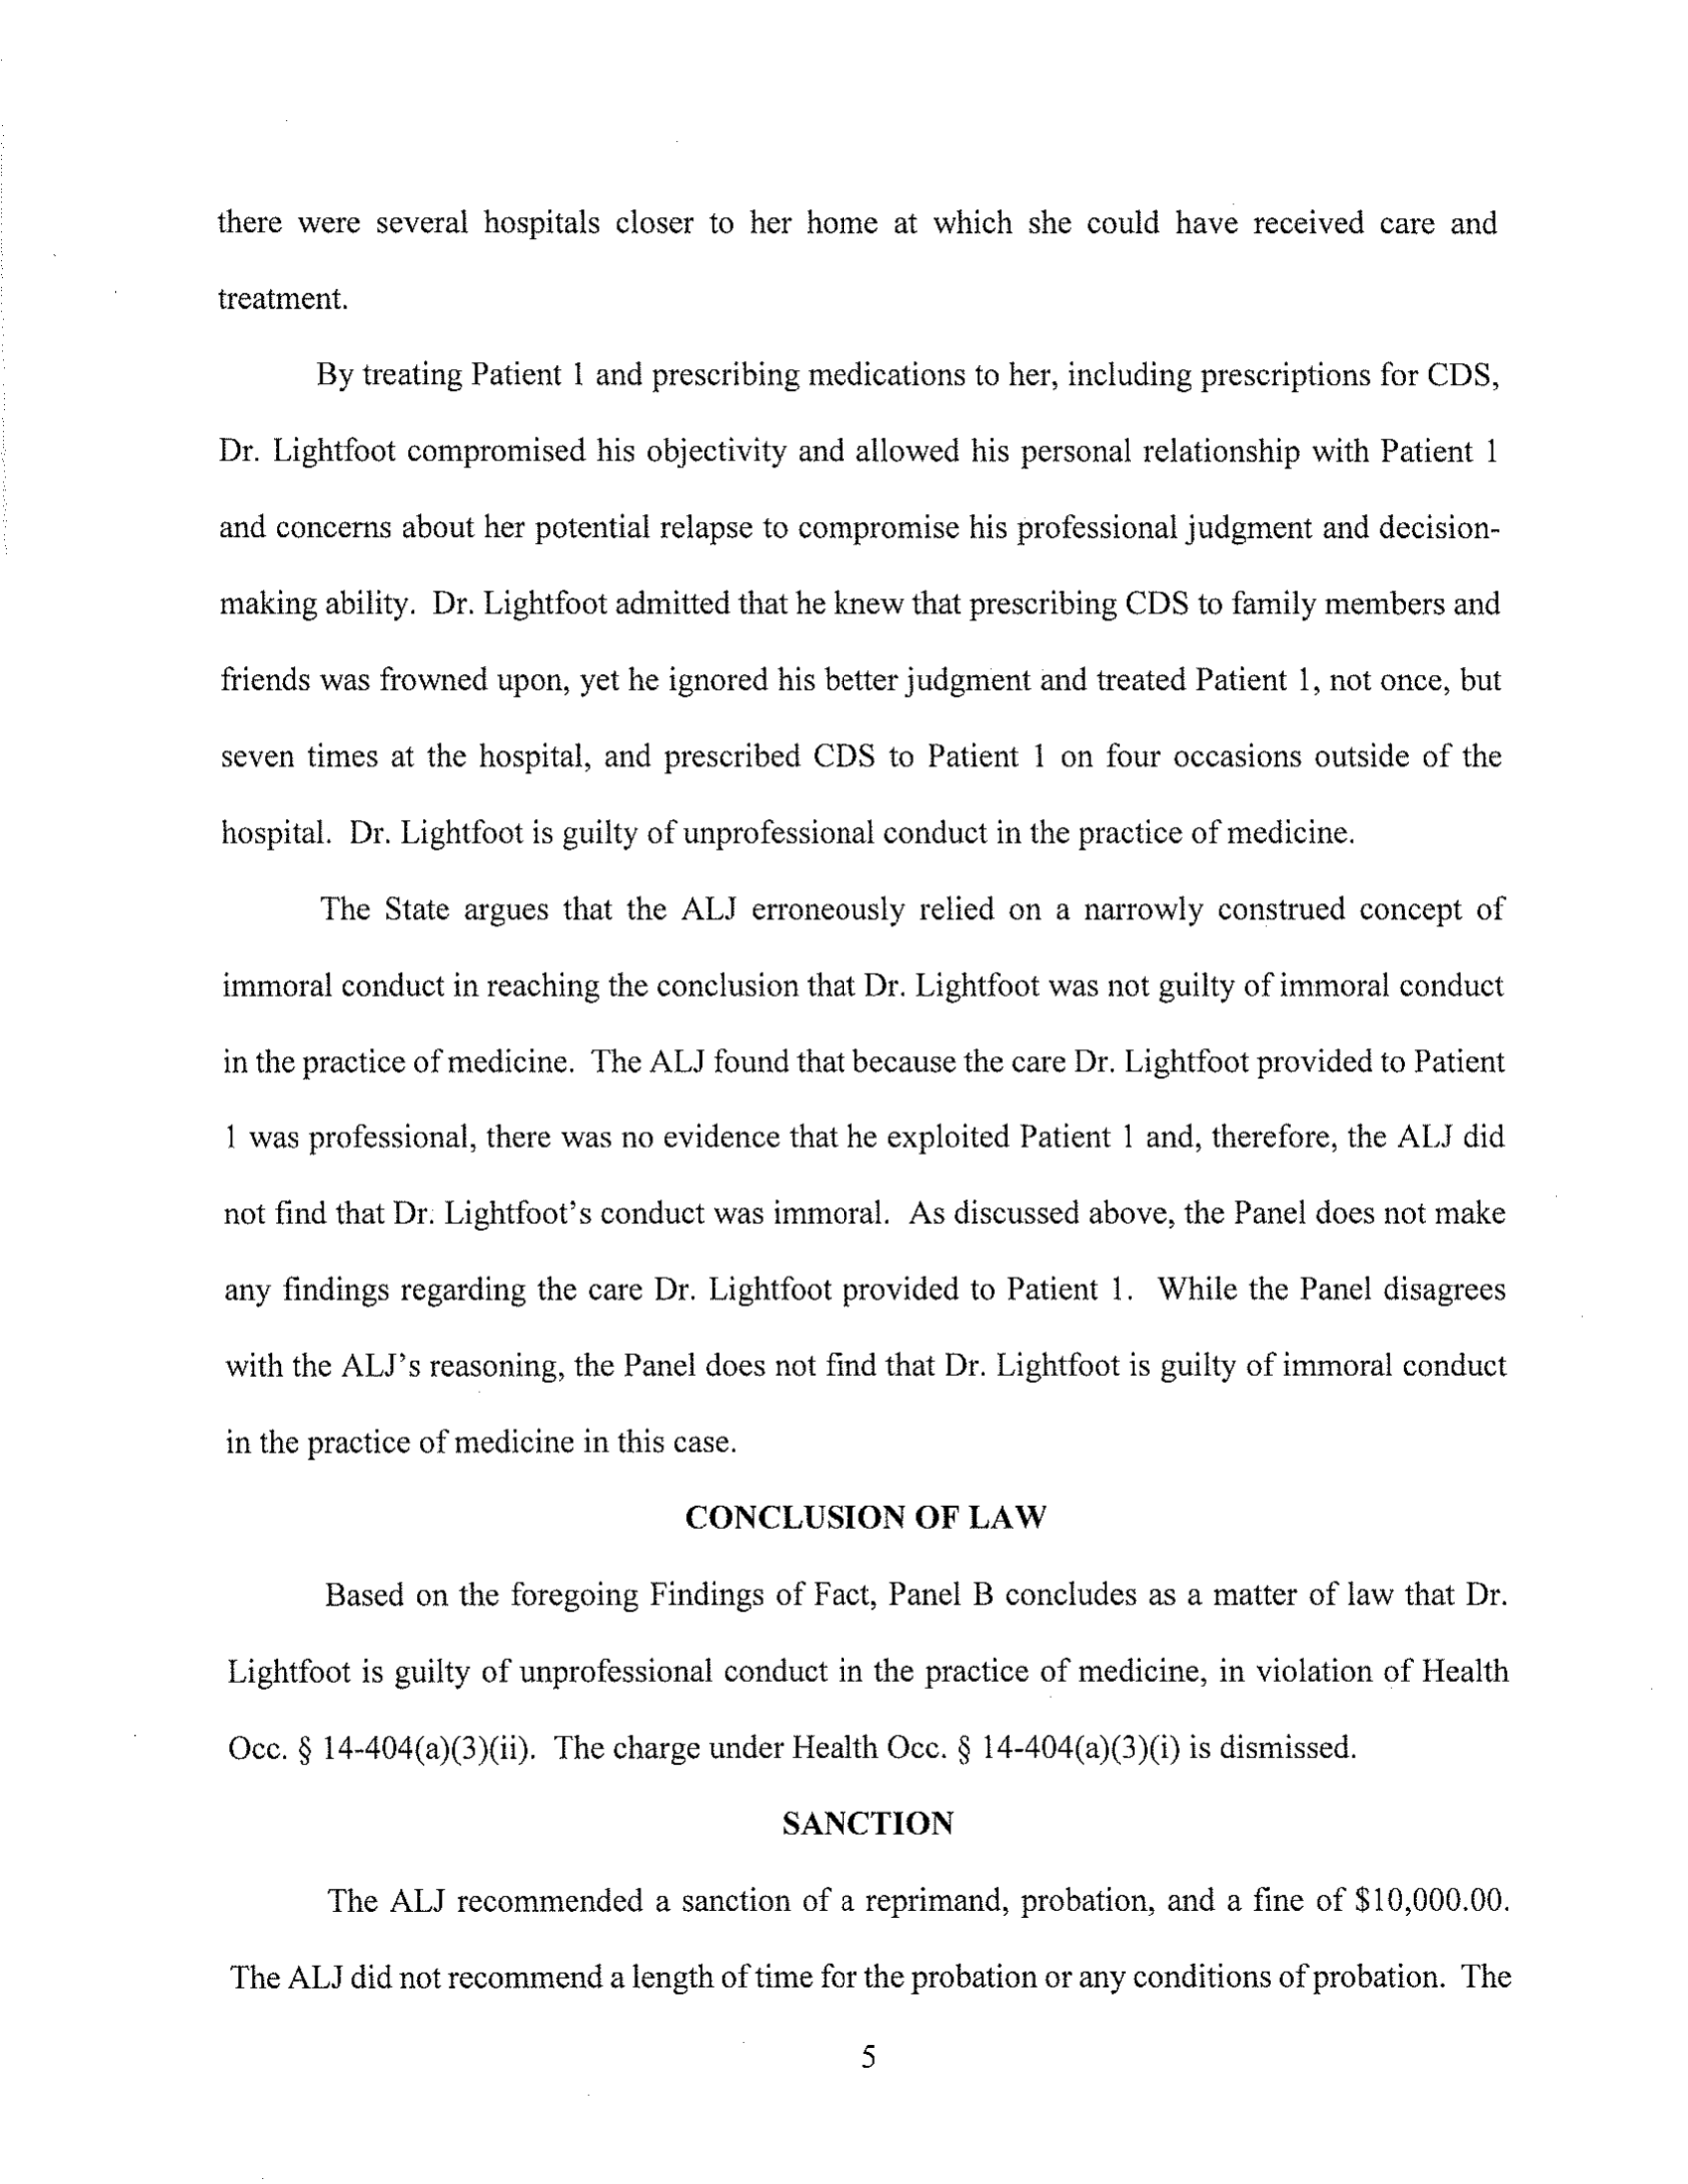 there were several hospitals closer to her home at which she could have received care and
treatment.
By treating Patient 1 and prescribing medications to her, including prescriptions for CDS,
Dr. Lightfoot compromised his objectivity and allowed his personal relationship with Patient 1
and concerns about her potential relapse to compromise his professional judgment and decision-
making ability. Dr. Lightfoot admitted that he knew that prescribing CDS to family members and
friends was frowned upon, yet he ignored his better judgment and treated Patient 1, not once, but
seven times at the hospital, and prescribed CDS to Patient 1 on four occasions outside of the
hospital. Dr. Lightfoot is guilty of unprofessional conduct in the practice of medicine.
The State argues that the ALJ erroneously relied on a narrowly construed concept of
immoral conduct in reaching the conclusion that Dr. Lightfoot was not guilty of immoral conduct
in the practice of medicine. The ALJ found that because the care Dr. Lightfoot provided to Patient
1 was professional, there was no evidence that he exploited Patient 1 and, therefore, the ALJ did
not find that Dr. Lightfoot's conduct was immoral. As discussed above, the Panel does not make
any findings regarding the care Dr. Lightfoot provided to Patient 1. While the Panel disagrees
with the ALJ's reasoning, the Panel does not find that Dr. Lightfoot is guilty of immoral conduct
in the practice of medicine in this case.
CONCLUSION OF LAW
Based on the foregoing Findings of Fact, Panel B concludes as a matter of law that Dr.
Lightfoot is guilty of unprofessional conduct in the practice of medicine, in violation of Health
Occ. § 14-404(a)(3)(ii). The charge under Health Occ. § 14-404(a)(3)(i) is dismissed.
SANCTION
The ALJ recommended a sanction of a reprimand, probation, and a fine of $10,000.00.
The ALJ did not recommend a length of time for the probation or any conditions of probation. The
5